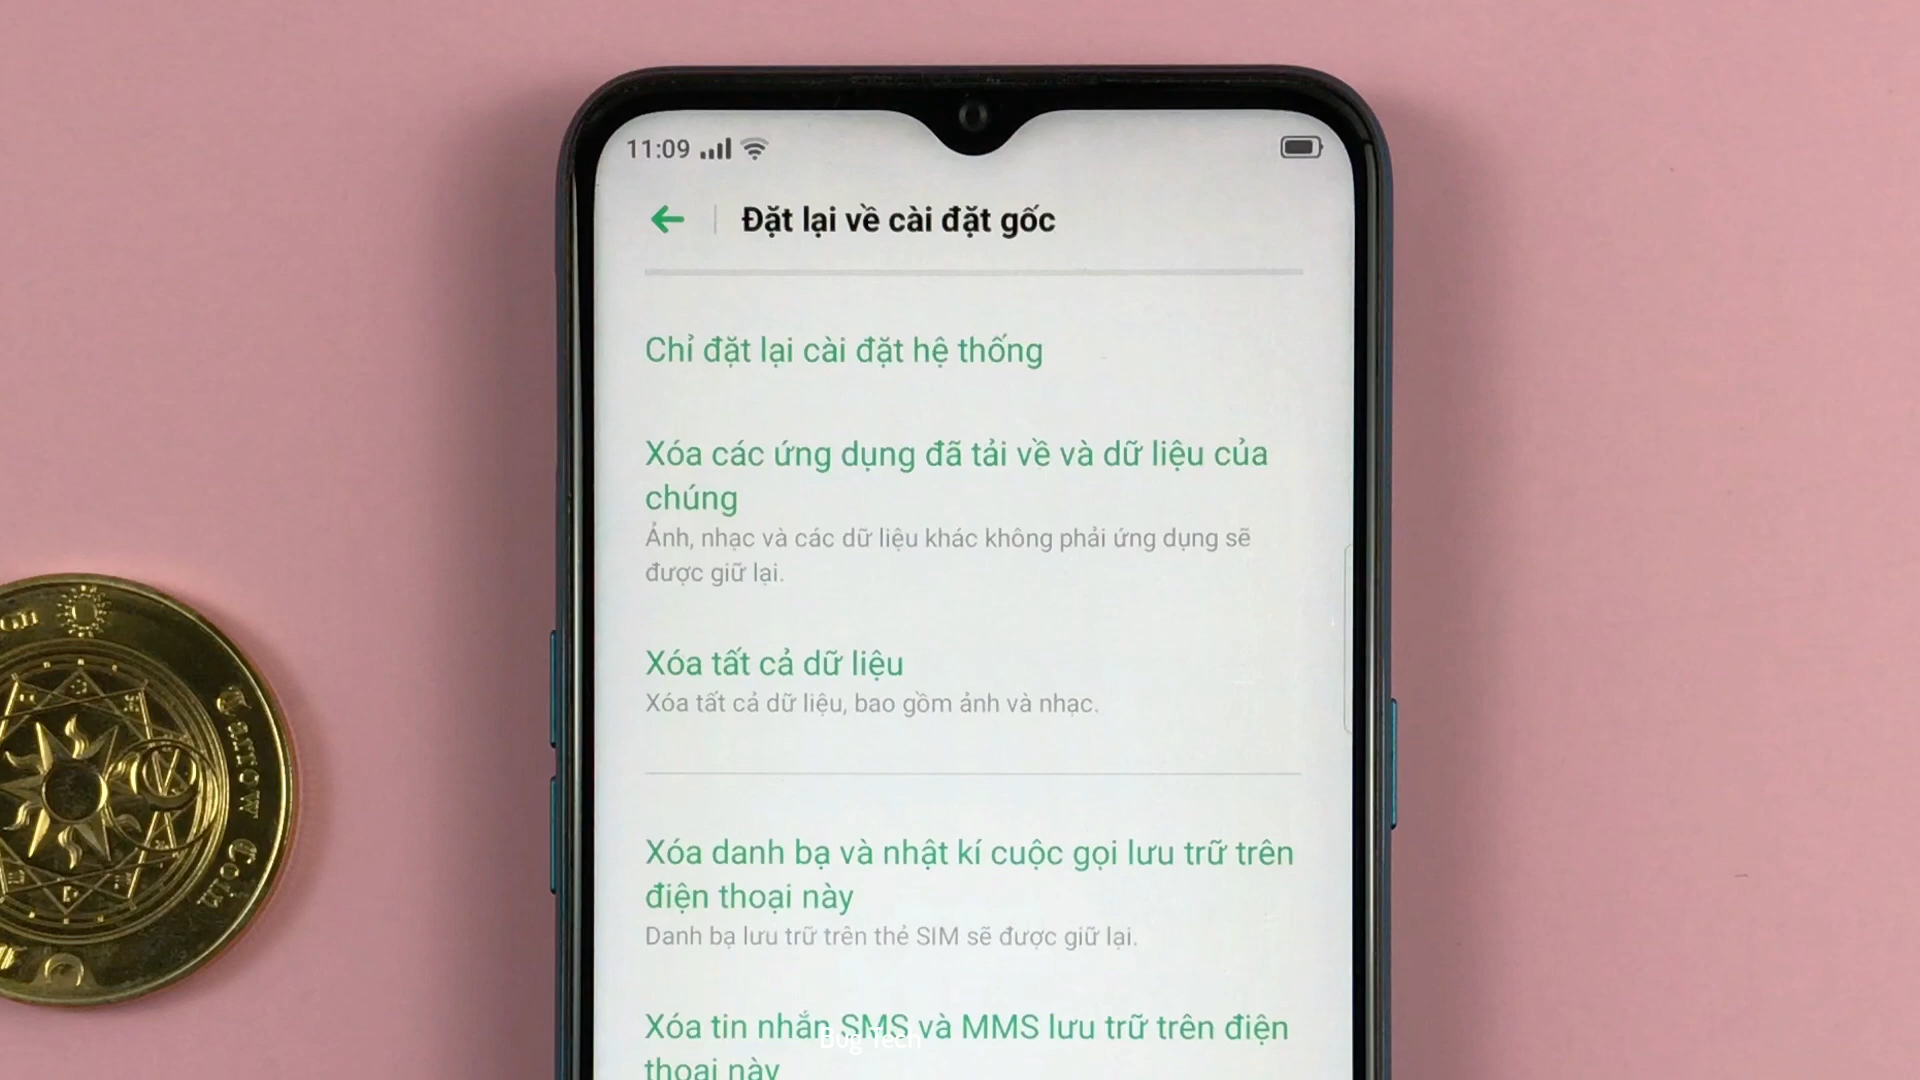 11:09
Đặt lại về cài đặt gốc
Chỉ đặt lại cài đặt hệ thống
Xóa các ứng dụng đã tải về và dữ liệu của
chúng
Ảnh, nhạc và các dữ liệu khác không phải ứng dụng sẽ
được giữ lại.
Xóa tất cả dữ liệu
Xóa tất cả dữ liệu, bao gồm ảnh và nhạc.
Xóa danh bạ và nhật kí cuộc gọi lưu trữ trên
điện thoại này
Danh bạ lưu trữ trên thẻ SIM sẽ được giữ lại.
Xóa tin nhắn SMS và MMS lưu trữ trên điện
thoại này
Bug Tech
Coin